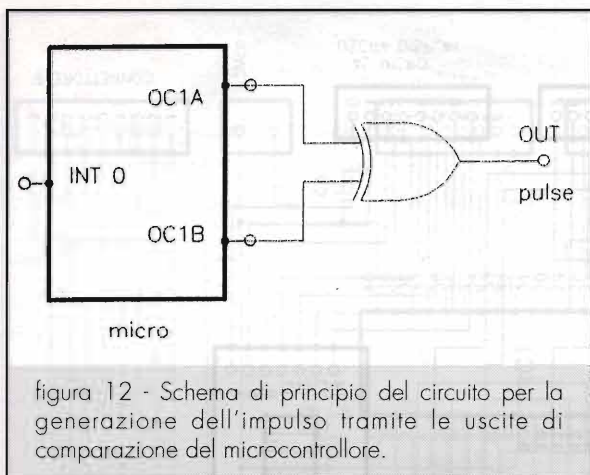 OC1A
INT 0
OC1B
OUT
pulse
micro
figura 12 - Schema di principio del circuito per la
generazione dell'impulso tramite le uscite di
comparazione del microcontrollore.